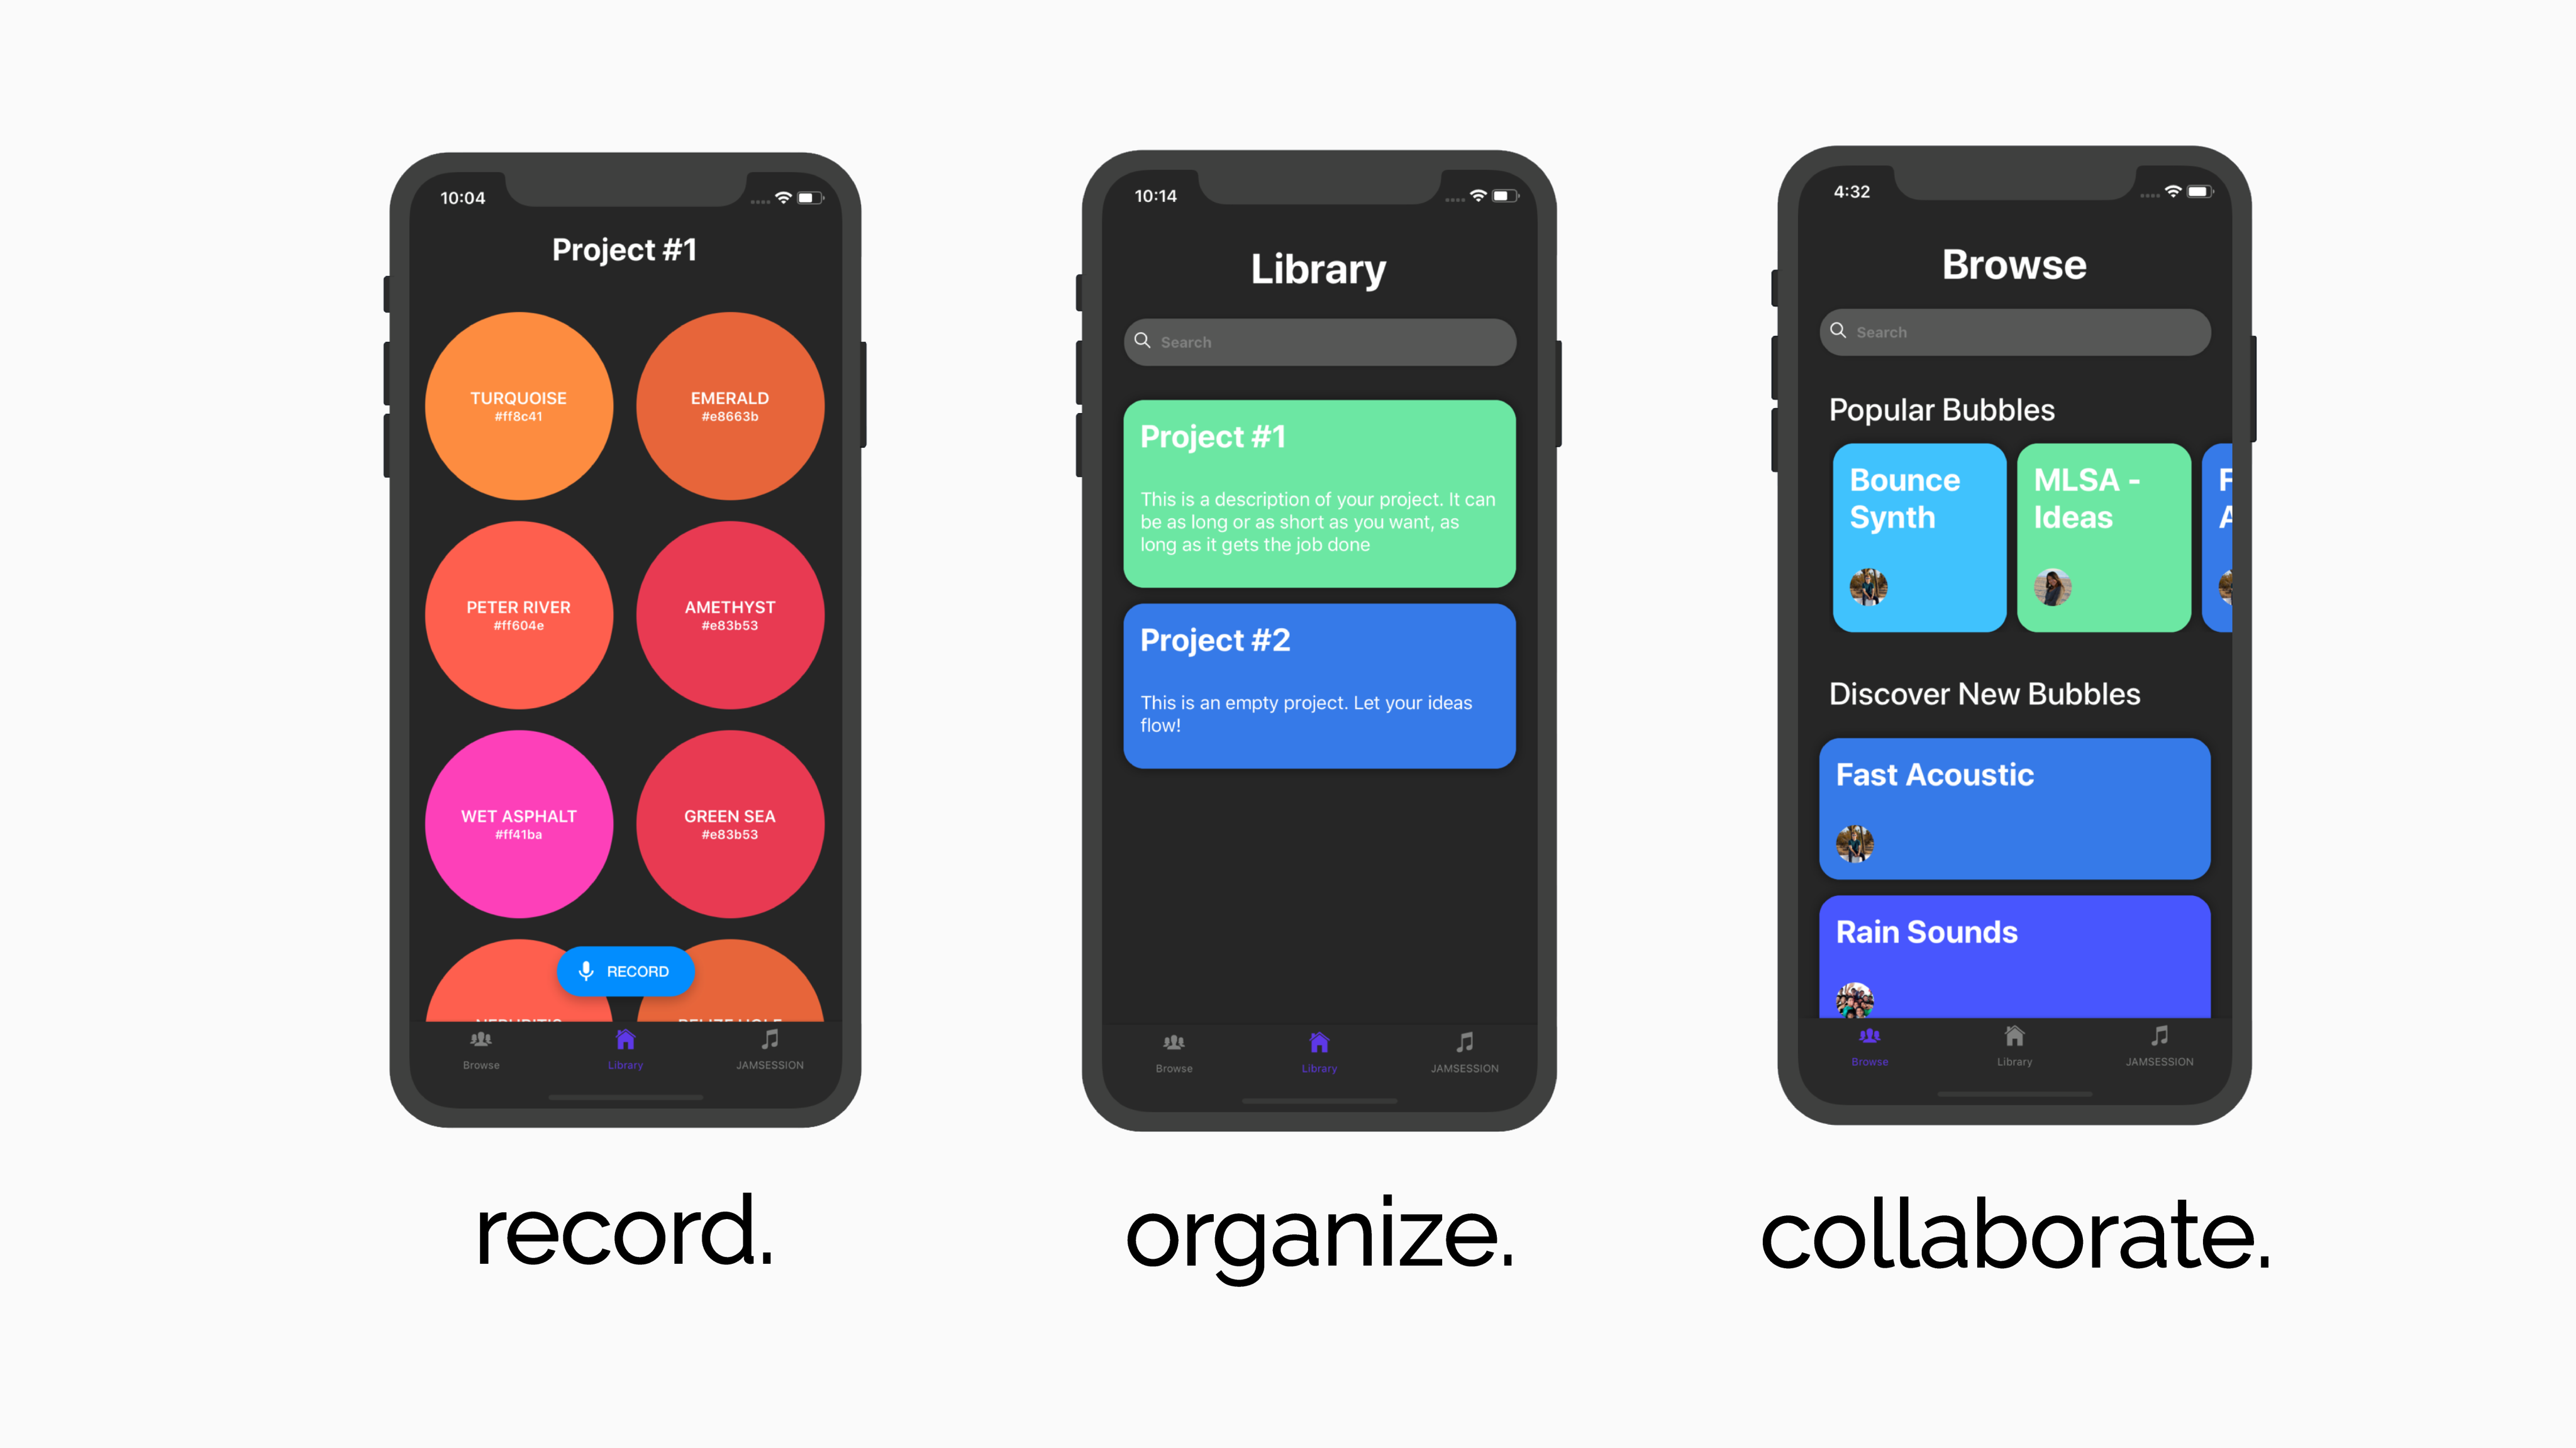 10:04
Project #1
TURQUOISE
#ff8c41
EMERALD
#e8663b
PETER RIVER
#ff604e
AMETHYST
#e83b53
WET ASPHALT
#ff41ba
GREEN SEA
#e83b53
RECORD
Browse
Library
JAMSESSION
record.
10:14
Library
Search
Project #1
This is a description of your project. It can
be as long or as short as you want, as
long as it gets the job done
Project #2
This is an empty project. Let your ideas
flow!
Browse
Library
JAMSESSION
organize.
4:32
Browse
Search
Popular Bubbles
Bounce
Synth
MLSA -
Ideas
F
A
Discover New Bubbles
Fast Acoustic
Rain Sounds
Browse
Library
JAMSESSION
collaborate.